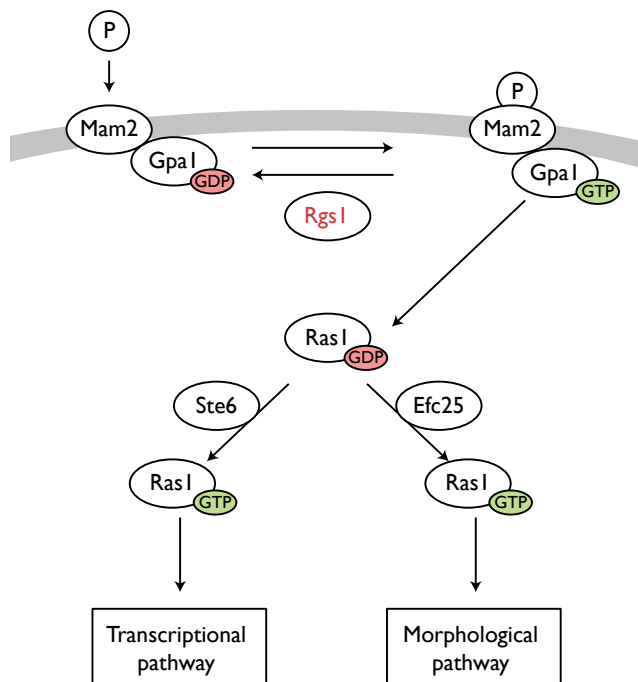 P
P
Mam2
Mam2
Gpa1
GDP
Gpa1
GTP
Rgs1
Ras1
GDP
Ste6
Efc25
Ras1
GTP
Ras1
GTP
Transcriptional
pathway
Morphological
pathway